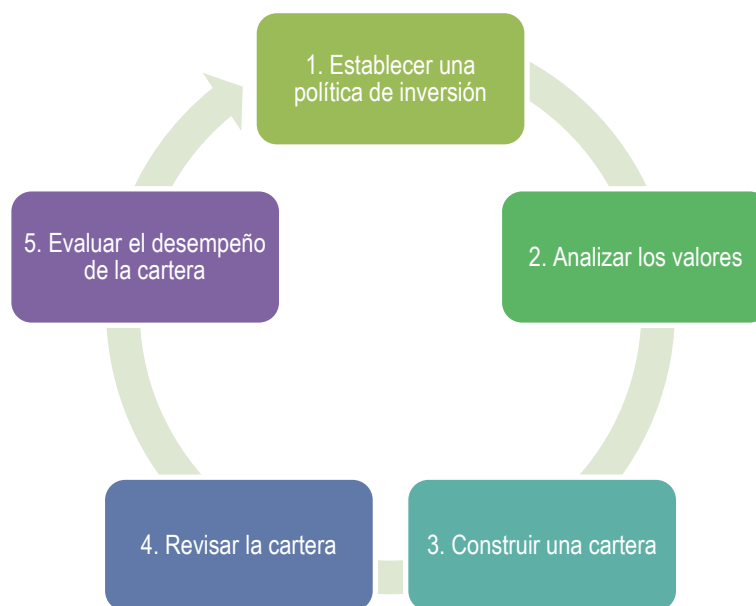 1. Establecer una
política de inversión
2. Analizar los valores
3. Construir una cartera
4. Revisar la cartera
5. Evaluar el desempeño
de la cartera